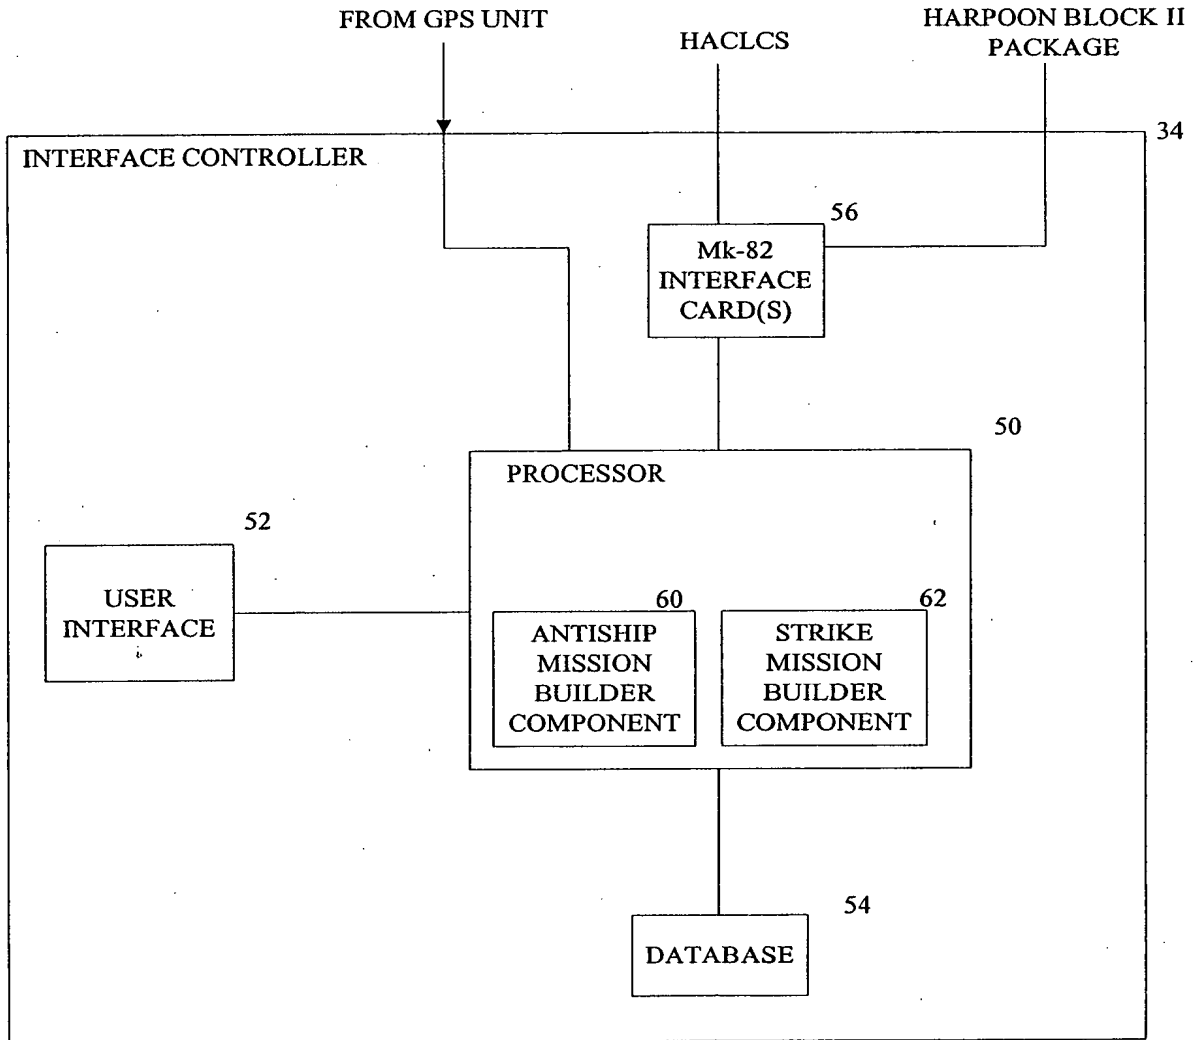 FROM GPS UNIT
HACLCS
HARPOON BLOCK II
PACKAGE
34
INTERFACE CONTROLLER
56
Mk-82
INTERFACE
CARD(S)
50
PROCESSOR
52
USER
INTERFACE
60
ANTISHIP
MISSION
BUILDER
COMPONENT
62
STRIKE
MISSION
BUILDER
COMPONENT
54
DATABASE